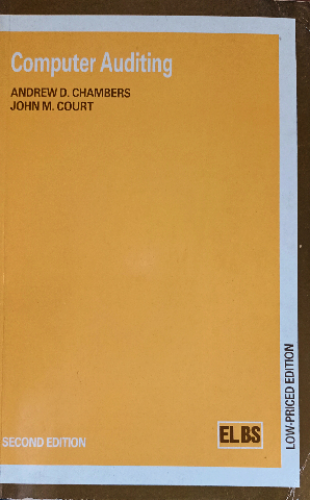 Computer Auditing
ANDREW D. CHAMBERS
JOHN M. COURT
LOW-PRICED EDITION
ELBS
SECOND EDITION